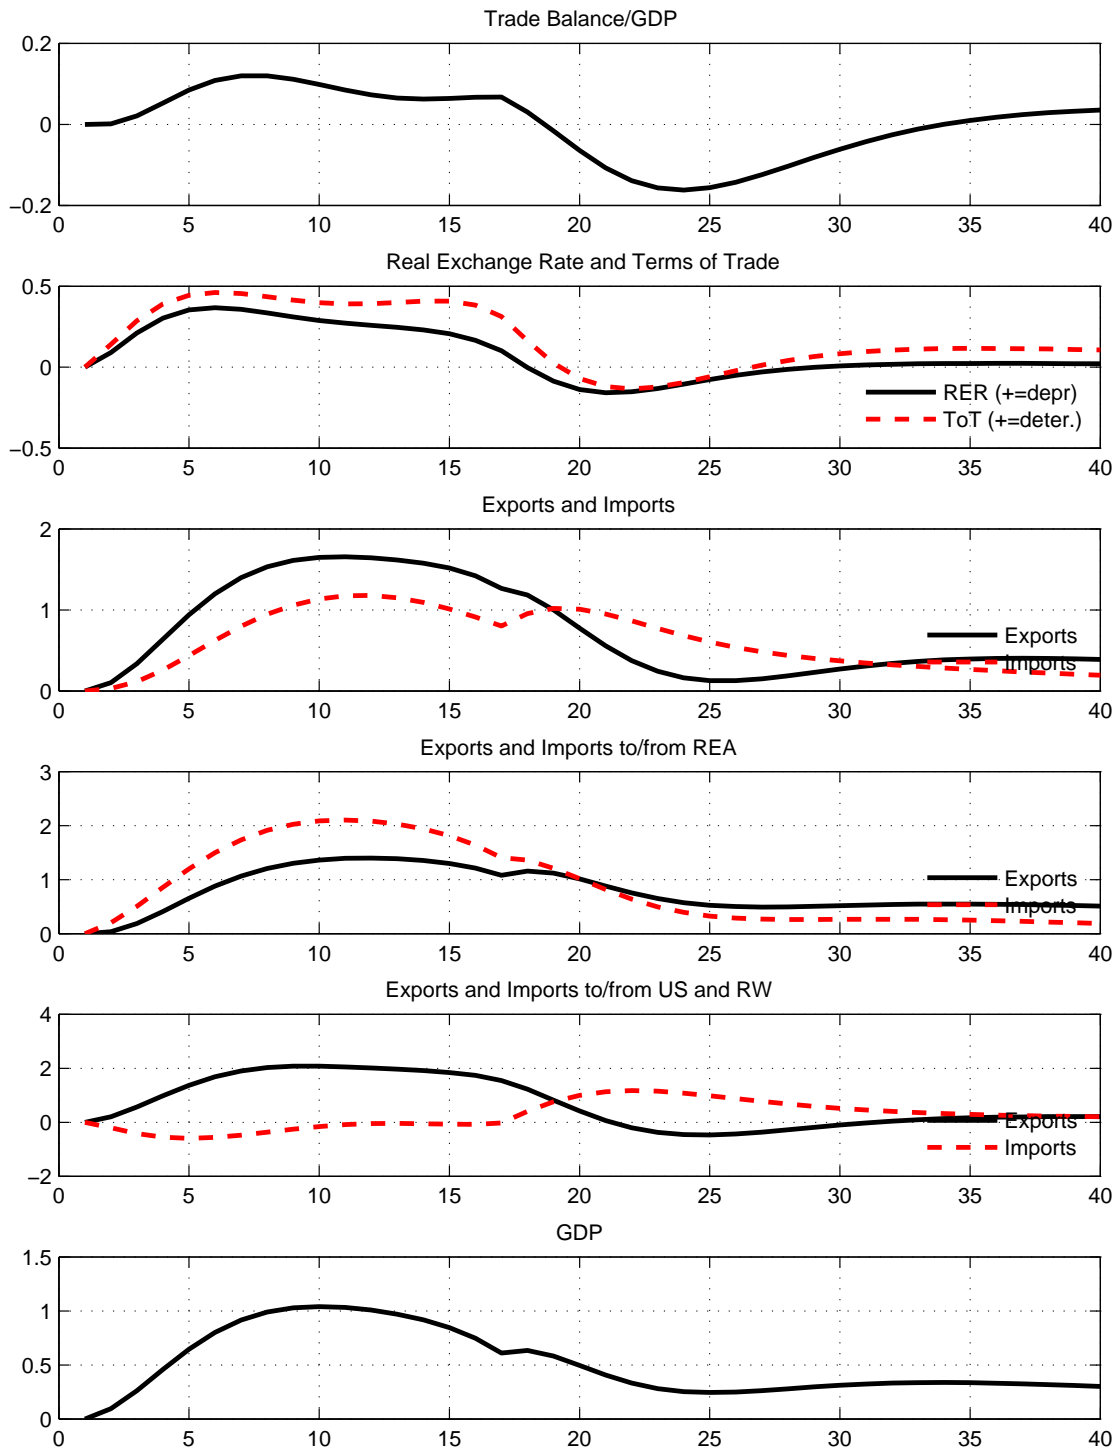 Trade Balance/GDP
0.2
0
−0.2
0 5 10 15 20 25 30 35 40
Real Exchange Rate and Terms of Trade
0.5
0
−0.5
RER (+=depr)
ToT (+=deter.)
0 5 10 15 20 25 30 35 40
Exports and Imports
2
1
0
Exports
Imports
0 5 10 15 20 25 30 35 40
Exports and Imports to/from REA
3
2
1
0
Exports
Imports
0 5 10 15 20 25 30 35 40
Exports and Imports to/from US and RW
4
2
0
−2
Exports
Imports
0 5 10 15 20 25 30 35 40
GDP
1.5
1
0.5
0
0 5 10 15 20 25 30 35 40